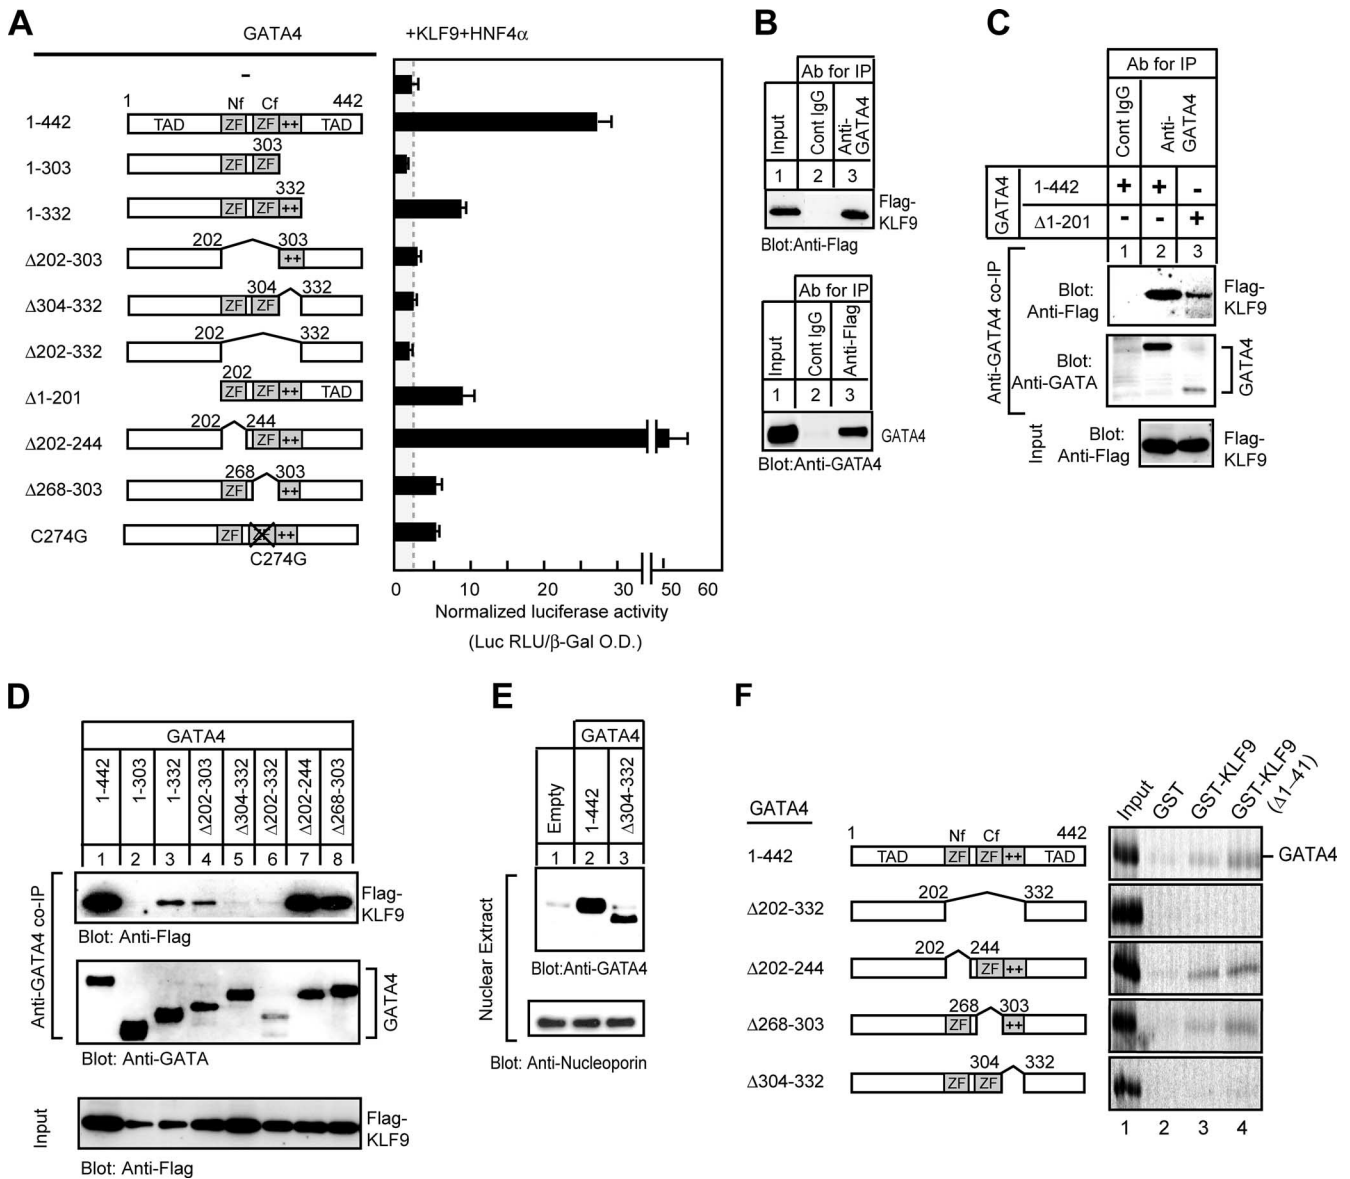 A
GATA4
+KLF9+HNF4α
-
1 Nf Cf 442
1-442 TAD ZF ZF ++ TAD
303
1-303 ZF ZF
332
1-332 ZF ZF ++
202 303
Δ202-303 ++
304 332
Δ304-332 ZF ZF
202 332
Δ202-332
202
Δ1-201 ZF ZF ++ TAD
202 244
Δ202-244 ZF ++
268 303
Δ268-303 ZF ++
C274G ZF ZF ++
C274G
0 10 20 30 50 60
Normalized luciferase activity
(Luc RLU/β-Gal O.D.)
B
Ab for IP
Input
Cont IgG
Anti-
GATA4
1 2 3
Flag-
KLF9
Blot:Anti-Flag
Ab for IP
Input
Cont IgG
Anti-Flag
1 2 3
GATA4
Blot:Anti-GATA4
C
Ab for IP
Cont IgG
Anti-
GATA4
GATA4
1-442 + + -
Δ1-201 - - +
1 2 3
Anti-GATA4 co-IP
Blot:
Anti-Flag
Flag-
KLF9
Blot:
Anti-GATA
GATA4
Input
Blot:
Anti-Flag
Flag-
KLF9
D
GATA4
1-442
1-303
1-332
Δ202-303
Δ304-332
Δ202-332
Δ202-244
Δ268-303
1 2 3 4 5 6 7 8
Anti-GATA4 co-IP
Flag-
KLF9
Blot: Anti-Flag
GATA4
Blot: Anti-GATA
Input
Flag-
KLF9
Blot: Anti-Flag
E
GATA4
Empty
1-442
Δ304-332
1 2 3
Nuclear Extract
Blot:Anti-GATA4
Blot: Anti-Nucleoporin
F
GATA4
Input
GST
GST-KLF9
GST-KLF9
(Δ1-41)
1 Nf Cf 442
1-442 TAD ZF ZF ++ TAD
GATA4
202 332
Δ202-332
202 244
Δ202-244 ZF ++
268 303
Δ268-303 ZF ++
304 332
Δ304-332 ZF ZF
1 2 3 4